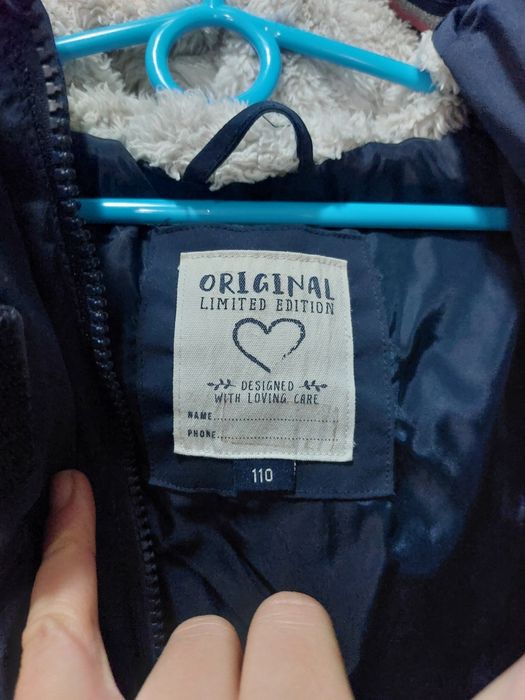 ORIGINAL
LIMITED EDITION
DESIGNED
WITH LOVING CARE
NAME..............................
PHONE..............................
110